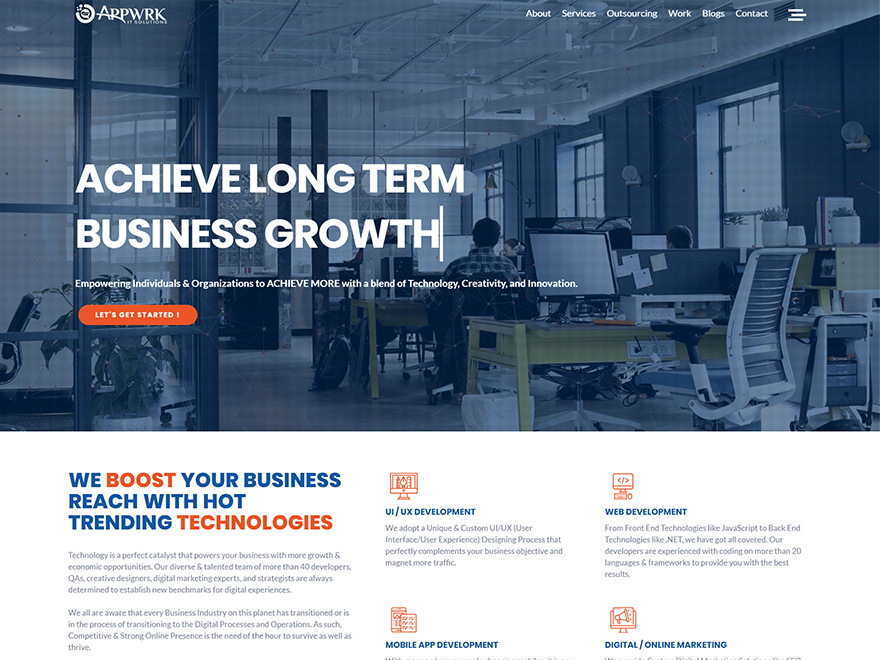 APPWRK
IT SOLUTIONS
About Services Outsourcing Work Blogs Contact
ACHIEVE LONG TERM
BUSINESS GROWTH
Empowering Individuals & Organizations to ACHIEVE MORE with a blend of Technology, Creativity, and Innovation.
LET'S GET STARTED !
WE BOOST YOUR BUSINESS
REACH WITH HOT
TRENDING TECHNOLOGIES
Technology is a perfect catalyst that powers your business with more growth &
economic opportunities. Our diverse & talented team of more than 40 developers,
QAs, creative designers, digital marketing experts, and strategists are always
determined to establish new benchmarks for digital experiences.
We all are aware that every Business Industry on this planet has transitioned or is
in the process of transitioning to the Digital Processes and Operations. As such,
Competitive & Strong Online Presence is the need of the hour to survive as well as
thrive.
UI / UX DEVELOPMENT
We adopt a Unique & Custom UI/UX (User
Interface/User Experience) Designing Process that
perfectly complements your business objective and
magnet more traffic.
WEB DEVELOPMENT
From Front End Technologies like JavaScript to Back End
Technologies like .NET, we have got all covered. Our
developers are experienced with coding on more than 20
languages & frameworks to provide you with the best
results.
MOBILE APP DEVELOPMENT
DIGITAL / ONLINE MARKETING